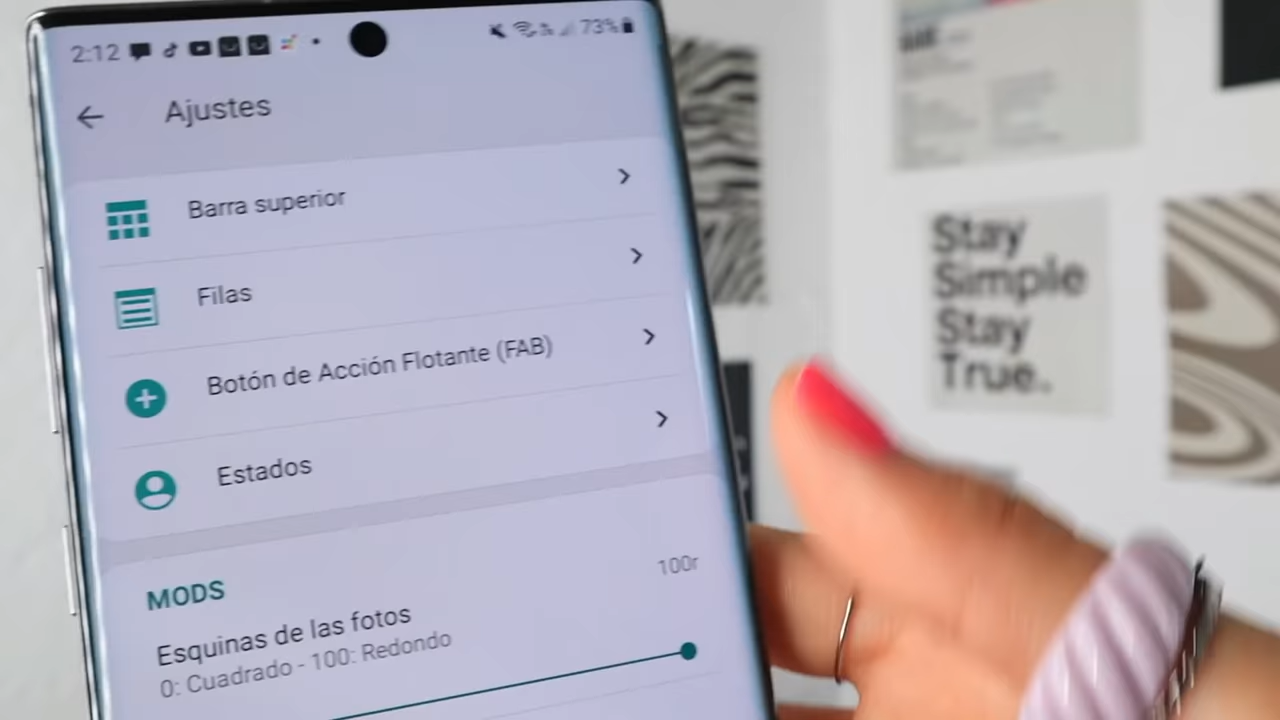 2:12
73%
Ajustes
Barra superior
Filas
Botón de Acción Flotante (FAB)
Estados
MODS
100r
Esquinas de las fotos
0: Cuadrado - 100: Redondo
Stay
Simple
Stay
True.